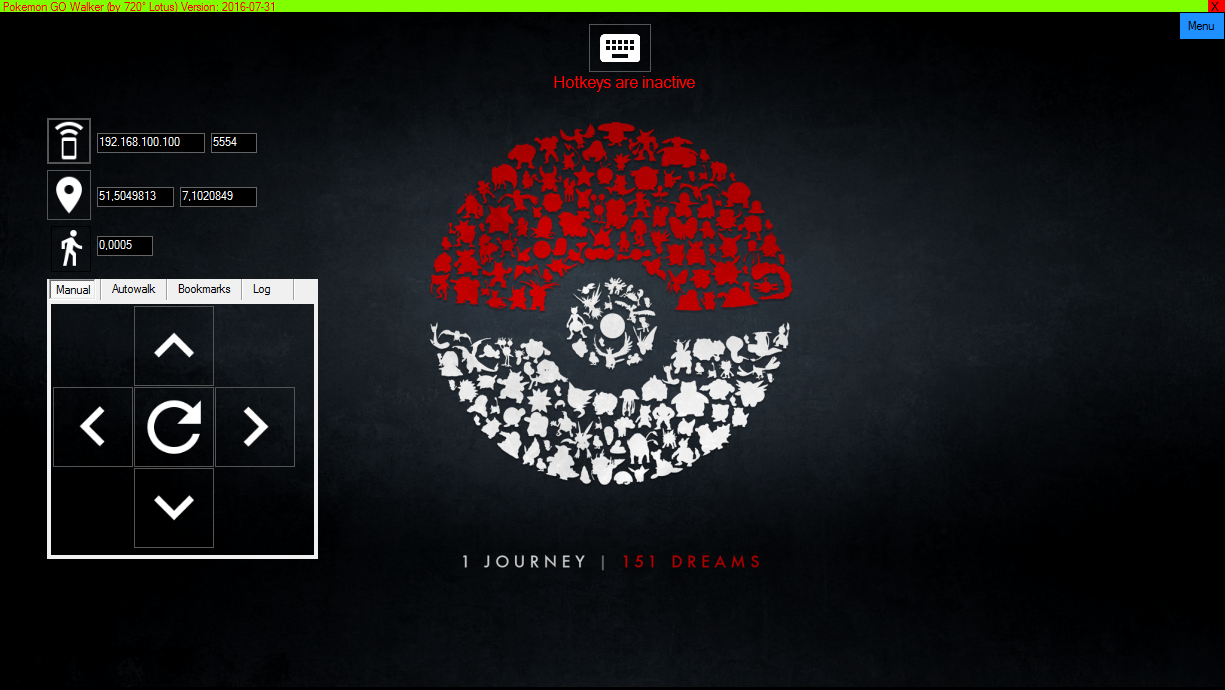 Pokemon GO Walker (by 720° Lotus) Version: 2016-07-31
X
Menu
Hotkeys are inactive
192.168.100.100 5554
51,5049813 7,1020849
0,0005
Manual Autowalk Bookmarks Log
1 JOURNEY | 151 DREAMS